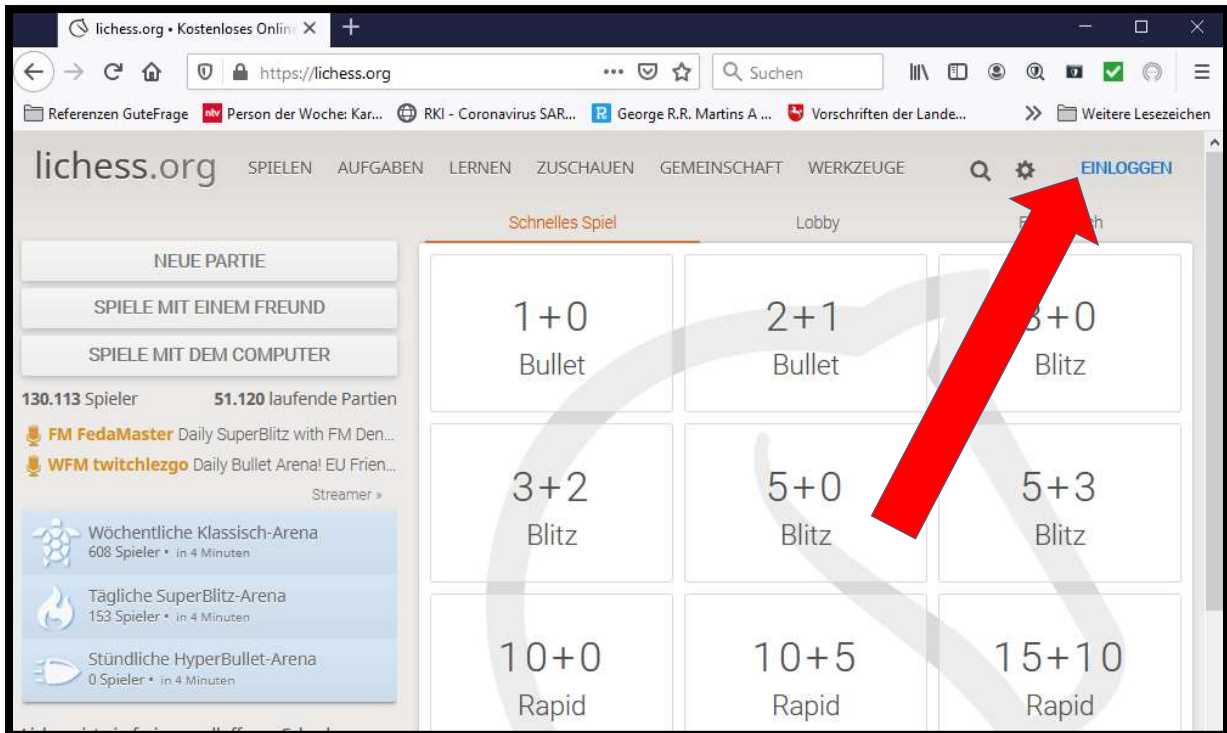 lichess.org • Kostenloses Onlin
https://lichess.org
Suchen
Referenzen GuteFrage
ntv Person der Woche: Kar...
RKI - Coronavirus SAR...
R George R.R. Martins A ...
Vorschriften der Lande...
Weitere Lesezeichen
lichess.org
SPIELEN
AUFGABEN
LERNEN
ZUSCHAUEN
GEMEINSCHAFT
WERKZEUGE
EINLOGGEN
Schnelles Spiel
Lobby
NEUE PARTIE
SPIELE MIT EINEM FREUND
SPIELE MIT DEM COMPUTER
130.113 Spieler
51.120 laufende Partien
FM FedaMaster Daily SuperBlitz with FM Den...
WFM twitchlezgo Daily Bullet Arena! EU Frien...
Streamer »
Wöchentliche Klassisch-Arena
608 Spieler • in 4 Minuten
Tägliche SuperBlitz-Arena
153 Spieler • in 4 Minuten
Stündliche HyperBullet-Arena
0 Spieler • in 4 Minuten
1+0
Bullet
2+1
Bullet
3+0
Blitz
3+2
Blitz
5+0
Blitz
5+3
Blitz
10+0
Rapid
10+5
Rapid
15+10
Rapid